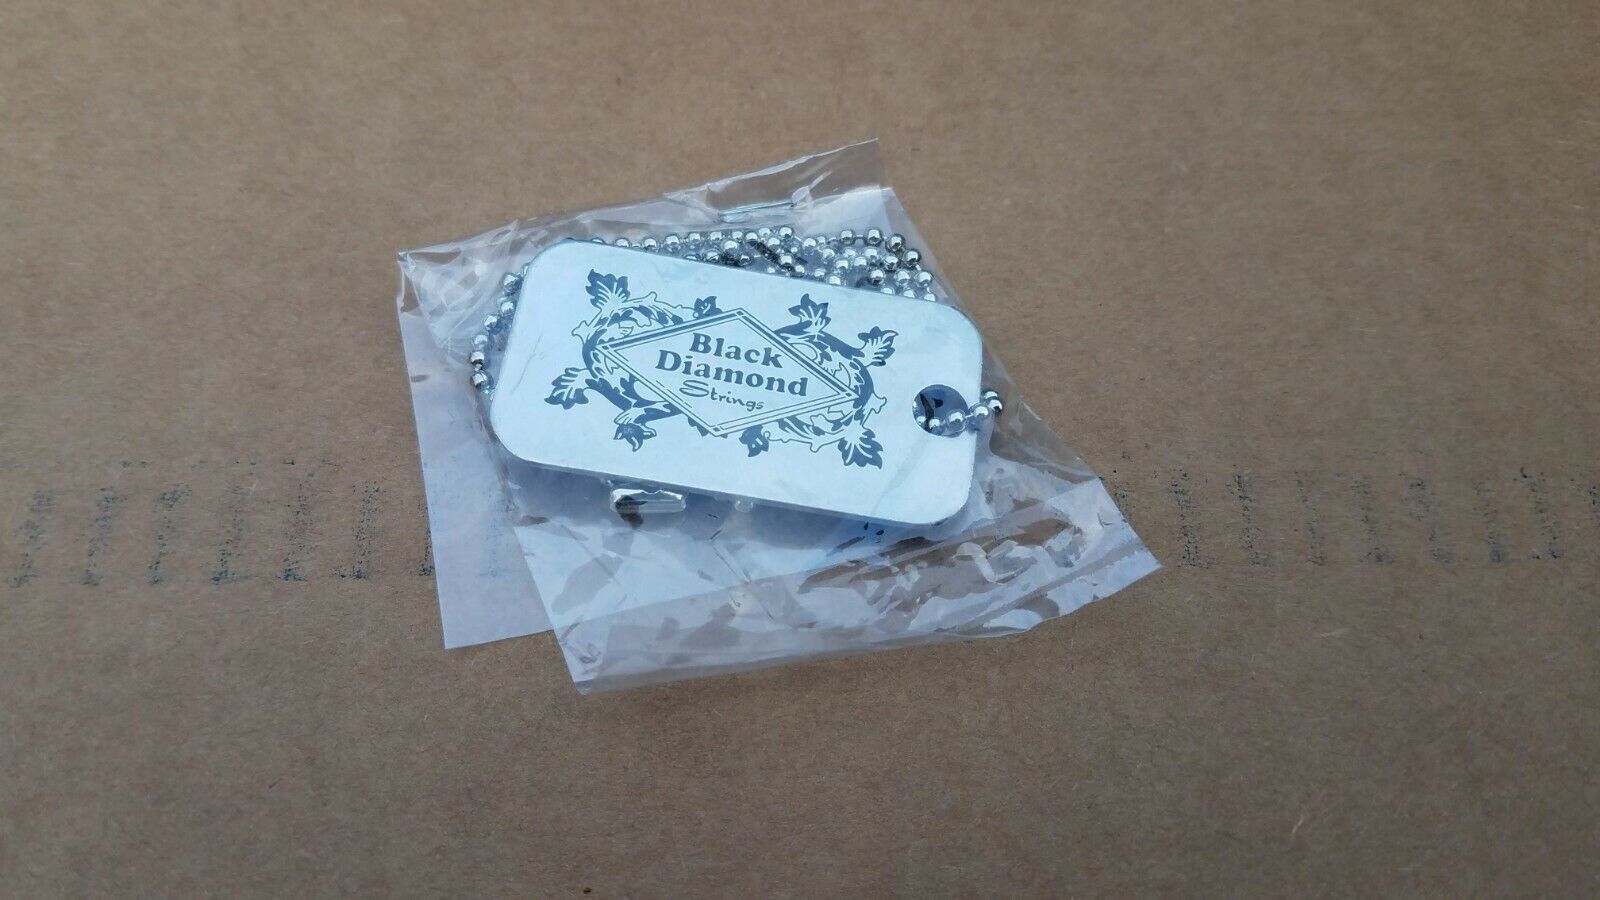 Black
Diamond
Strings